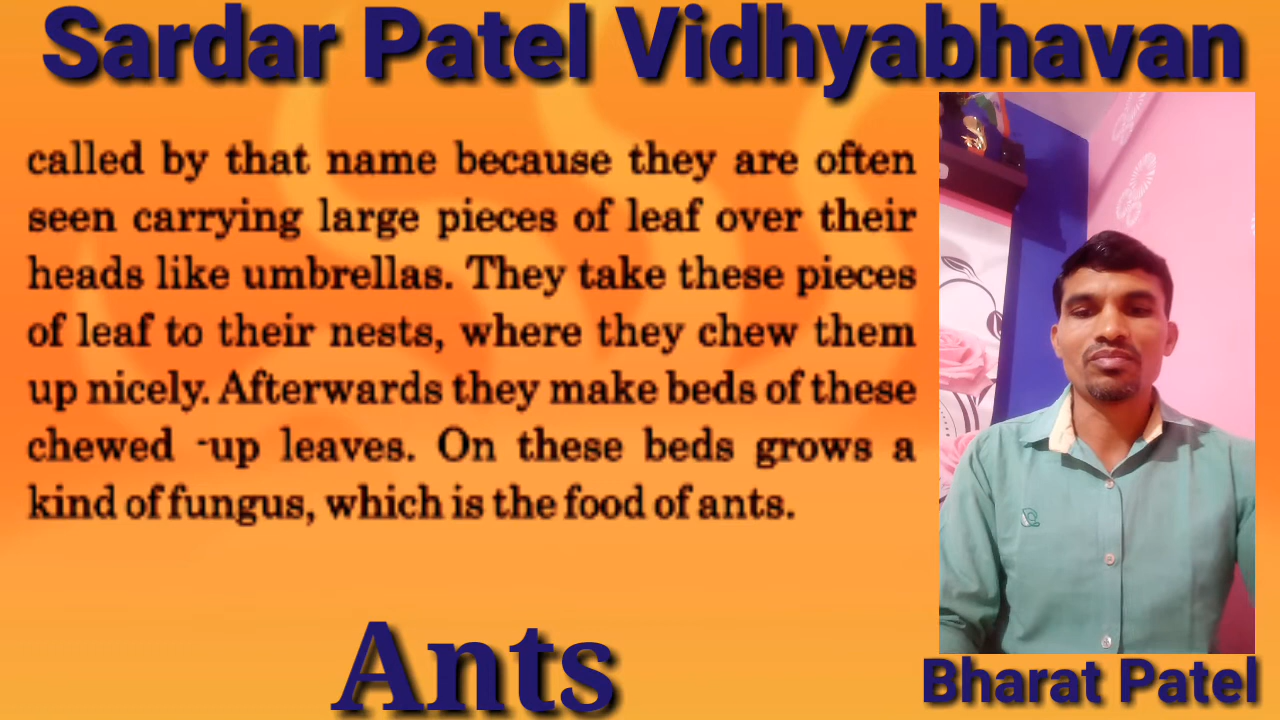 Sardar Patel Vidhyabhavan
called by that name because they are often
seen carrying large pieces of leaf over their
heads like umbrellas. They take these pieces
of leaf to their nests, where they chew them
up nicely. Afterwards they make beds of these
chewed -up leaves. On these beds grows a
kind of fungus, which is the food of ants.
Ants
Bharat Patel